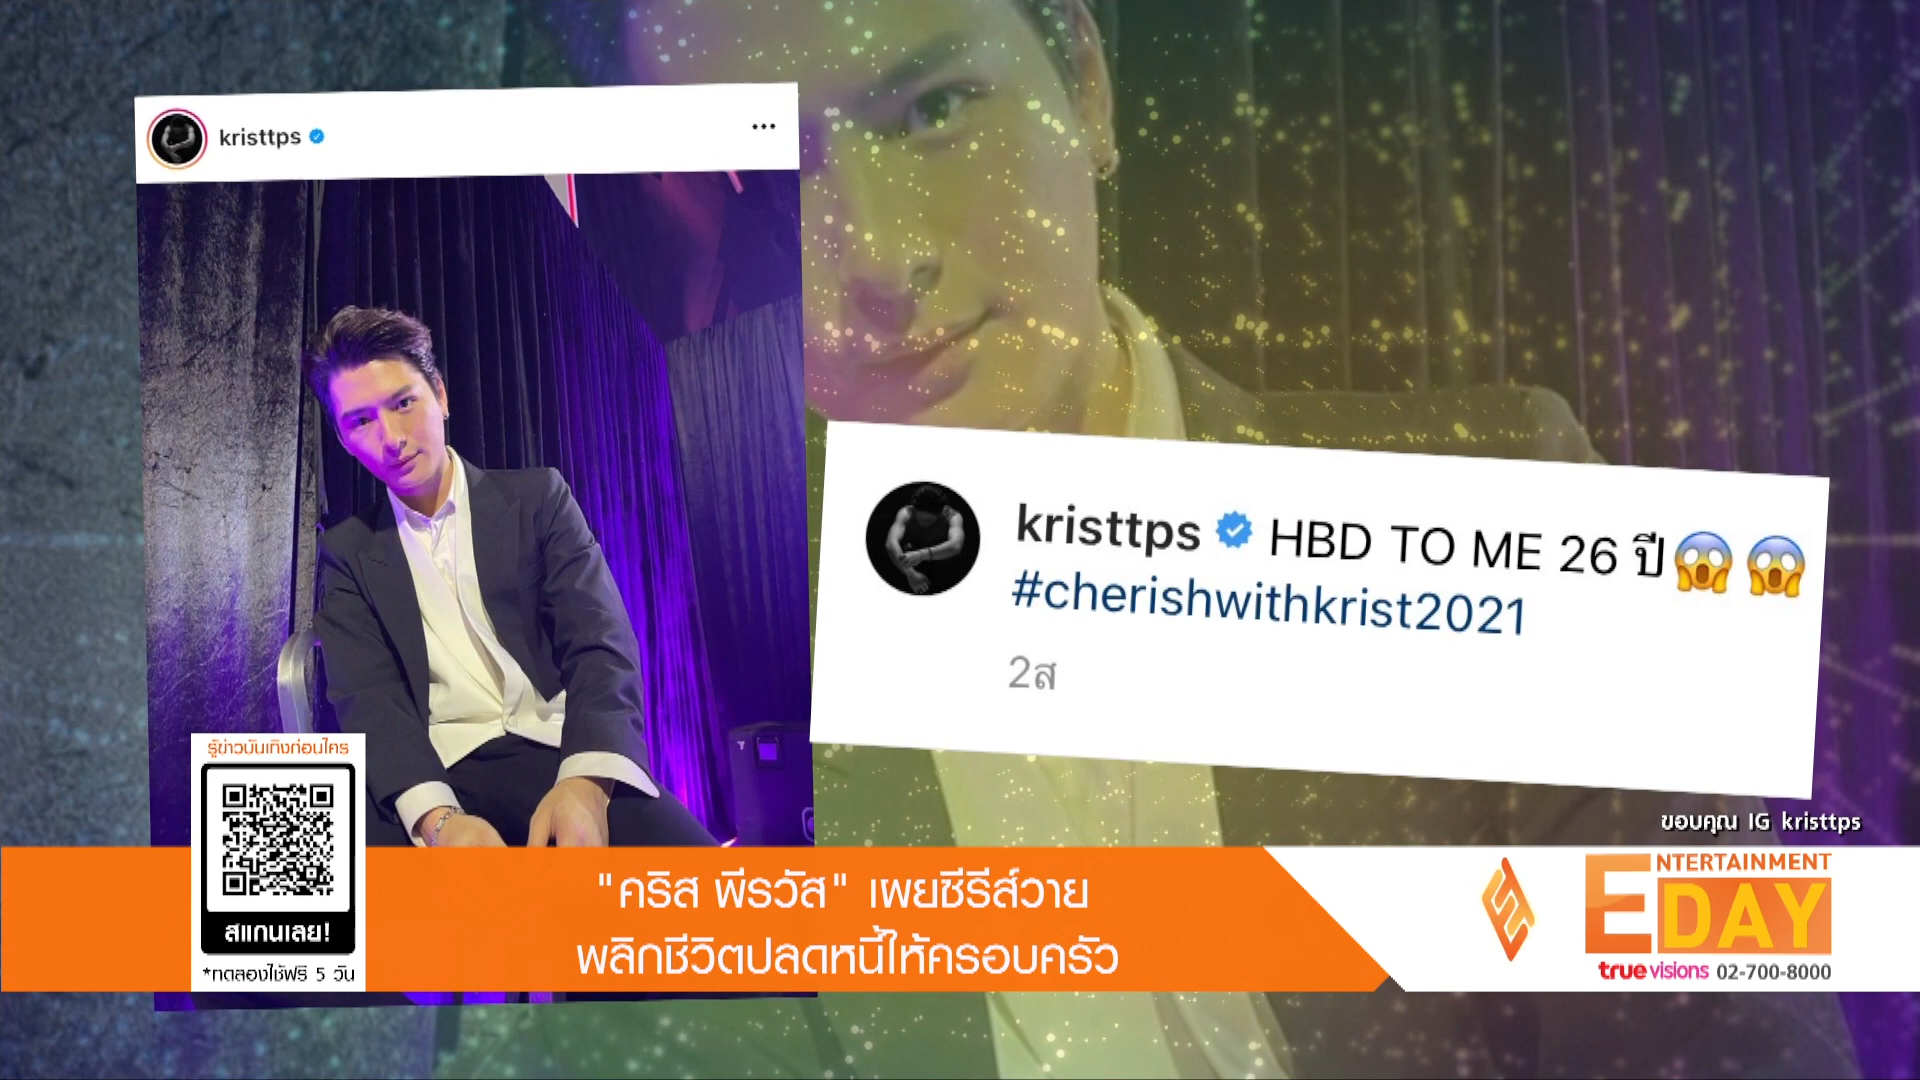 kristtps
kristtps HBD TO ME 26 ปี😱😱
#cherishwithkrist2021
2ส
ขอบคุณ IG kristtps
รู้ข่าวบันเทิงก่อนใคร
สแกนเลย!
*ทดลองใช้ฟรี 5 วัน
"คริส พีรวัส" เผยซีรีส์วาย
พลิกชีวิตปลดหนี้ให้ครอบครัว
ENTERTAINMENT
DAY
truevisions 02-700-8000